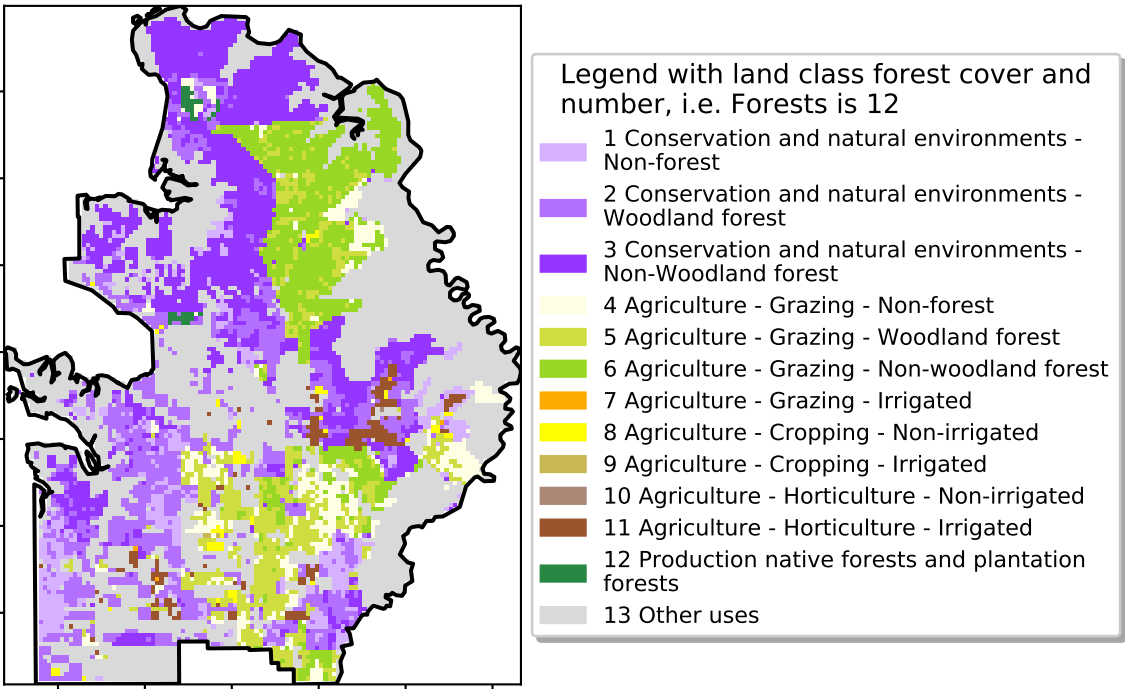 Legend with land class forest cover and
number, i.e. Forests is 12
1 Conservation and natural environments -
Non-forest
2 Conservation and natural environments -
Woodland forest
3 Conservation and natural environments -
Non-Woodland forest
4 Agriculture - Grazing - Non-forest
5 Agriculture - Grazing - Woodland forest
6 Agriculture - Grazing - Non-woodland forest
7 Agriculture - Grazing - Irrigated
8 Agriculture - Cropping - Non-irrigated
9 Agriculture - Cropping - Irrigated
10 Agriculture - Horticulture - Non-irrigated
11 Agriculture - Horticulture - Irrigated
12 Production native forests and plantation
forests
13 Other uses